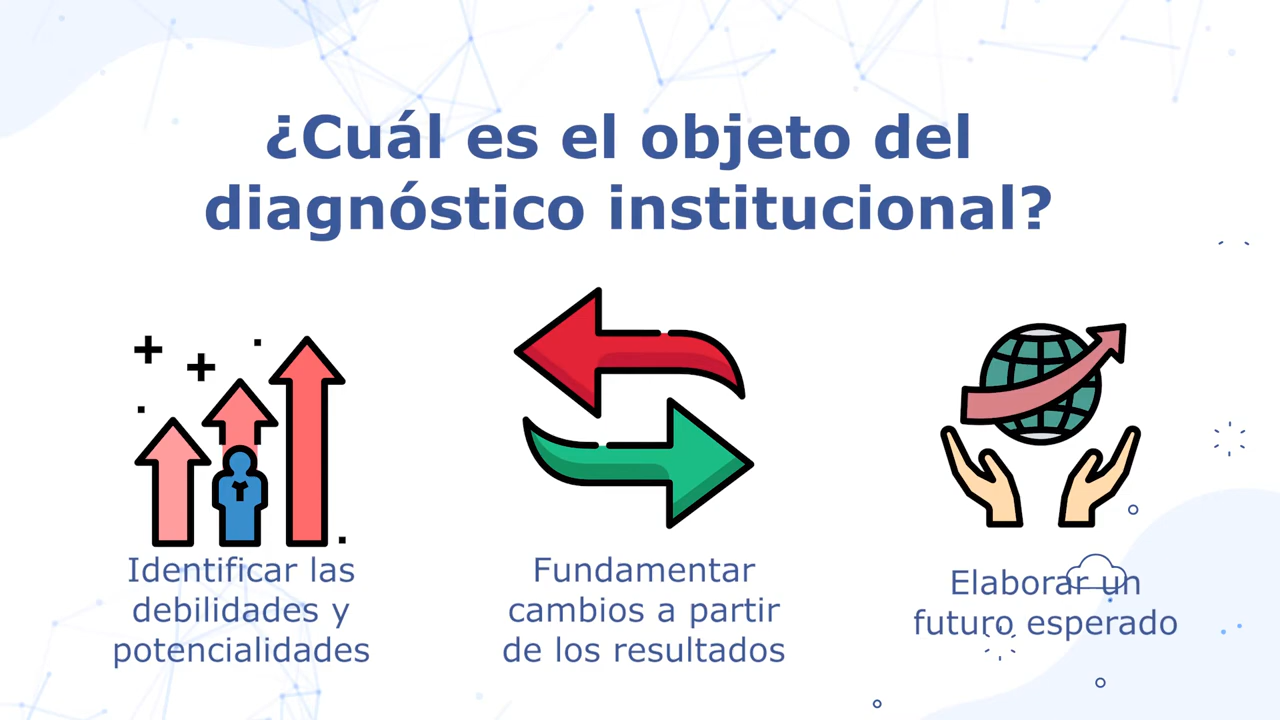 ¿Cuál es el objeto del
diagnóstico institucional?
Identificar las
debilidades y
potencialidades
Fundamentar
cambios a partir
de los resultados
Elaborar un
futuro esperado